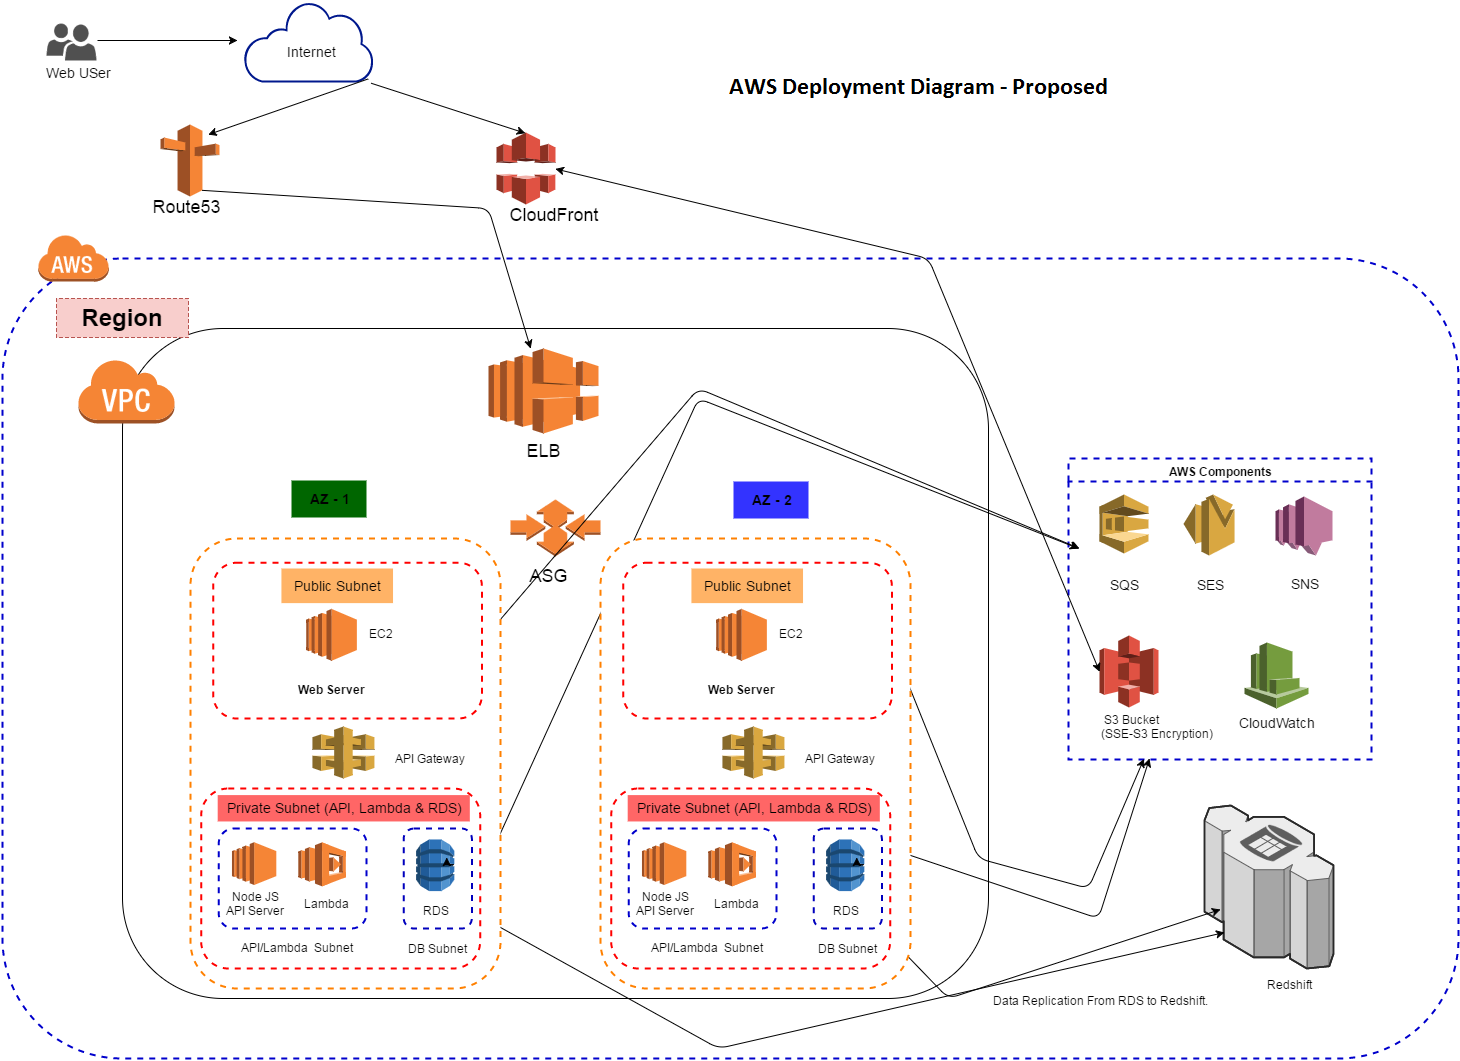 Internet
Web USer
AWS Deployment Diagram - Proposed
Route53
CloudFront
AWS
Region
VPC
ELB
AZ - 1
AZ - 2
ASG
AWS Components
SQS
SES
SNS
S3 Bucket
(SSE-S3 Encryption)
CloudWatch
Public Subnet
EC2
Web Server
API Gateway
Private Subnet (API, Lambda & RDS)
Node JS
API Server
Lambda
RDS
API/Lambda Subnet
DB Subnet
Public Subnet
EC2
Web Server
API Gateway
Private Subnet (API, Lambda & RDS)
Node JS
API Server
Lambda
RDS
API/Lambda Subnet
DB Subnet
Redshift
Data Replication From RDS to Redshift.